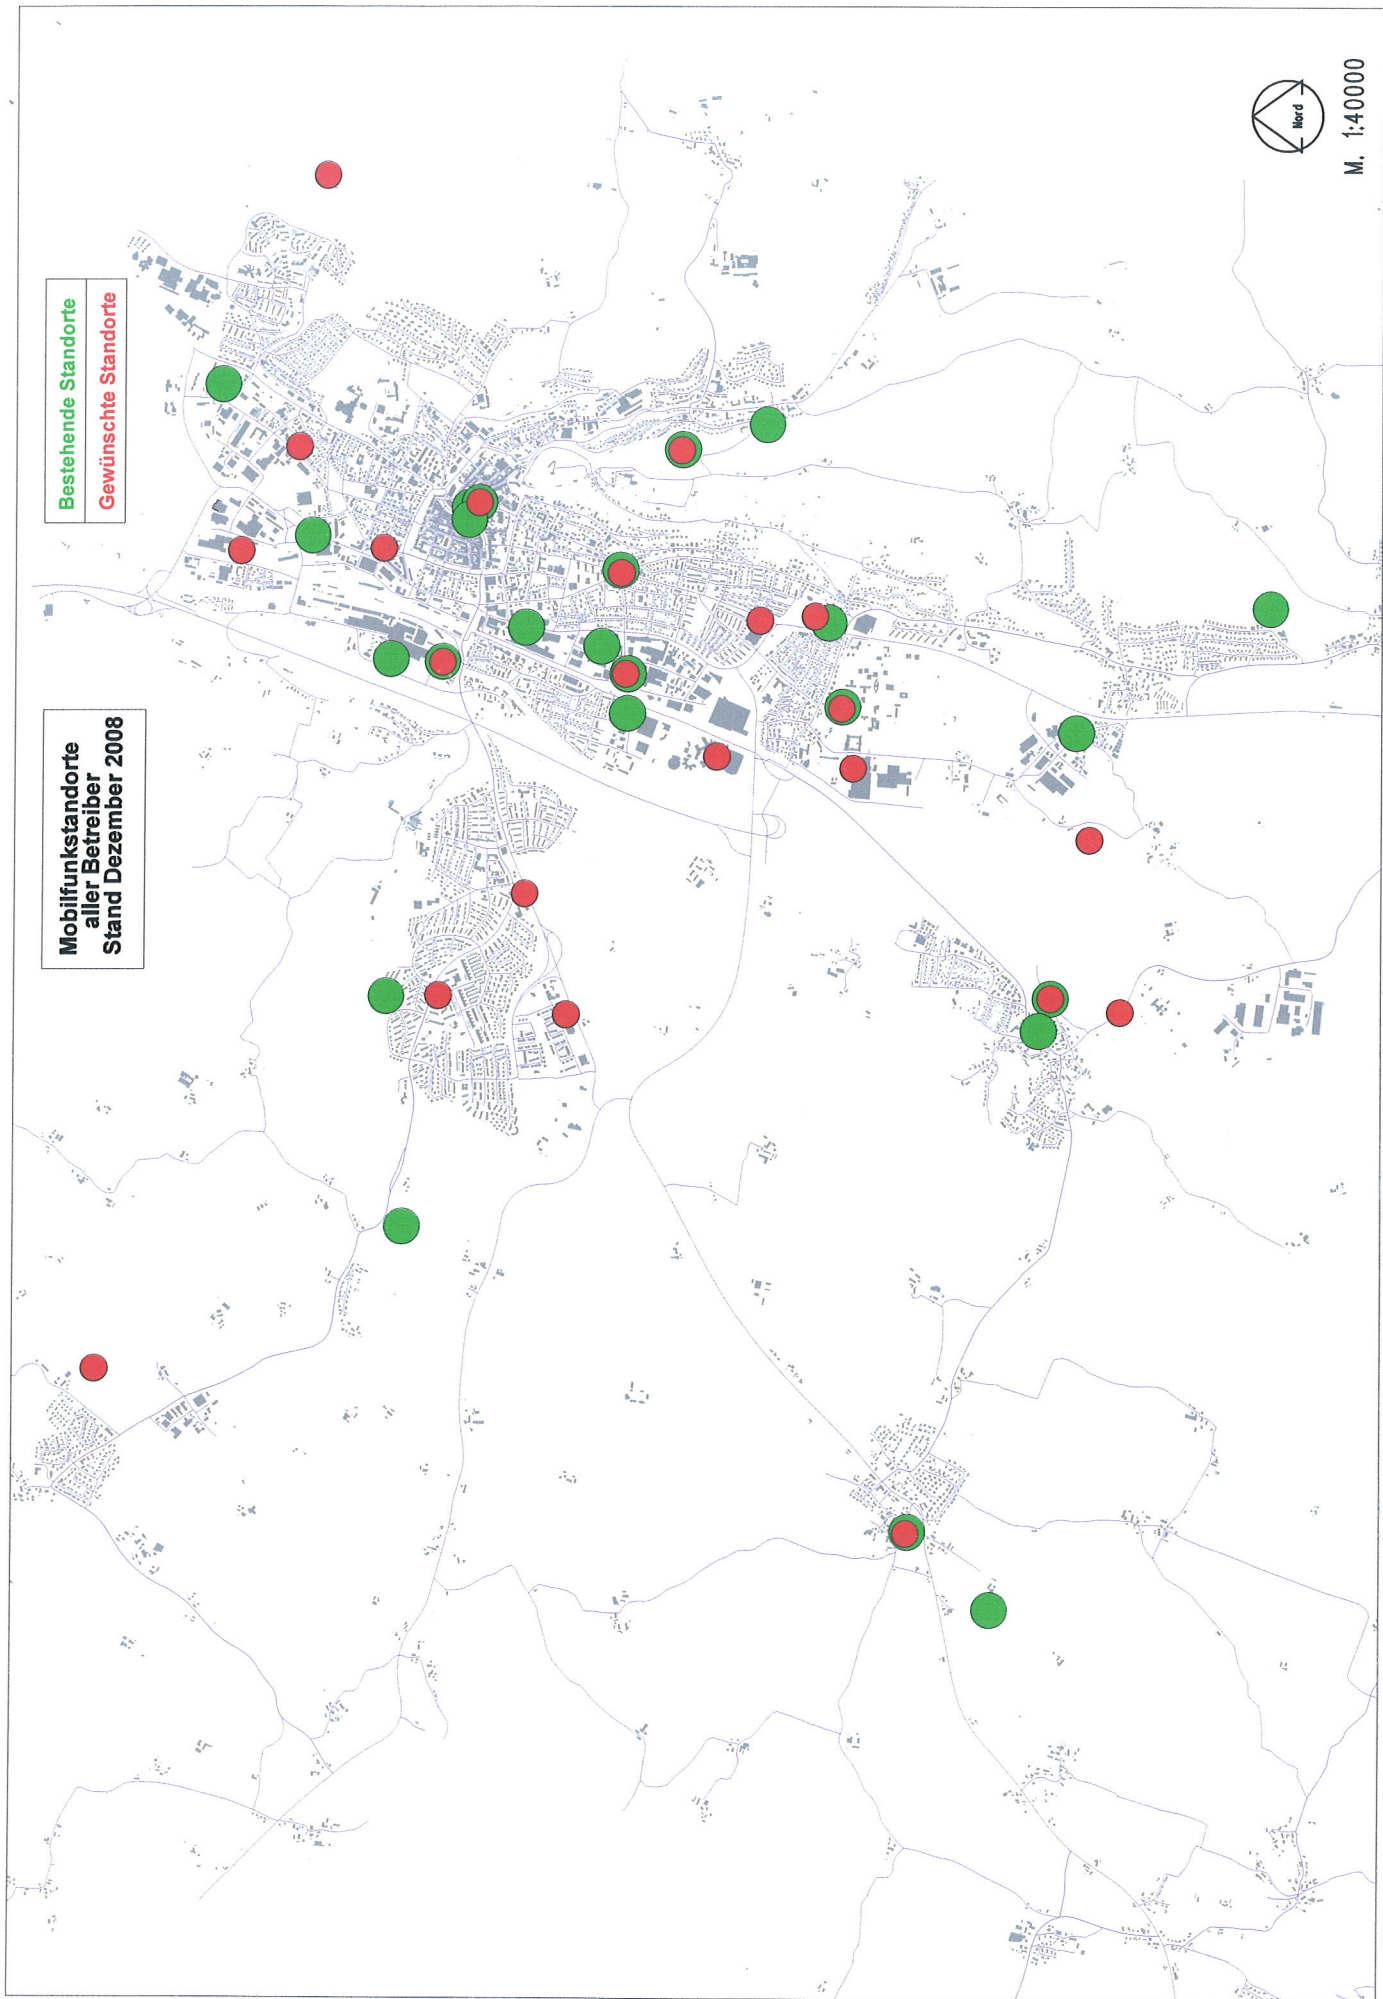 Mobilfunkstandorte
aller Betreiber
Stand Dezember 2008
Bestehende Standorte
Gewünschte Standorte
Nord
M. 1:40000